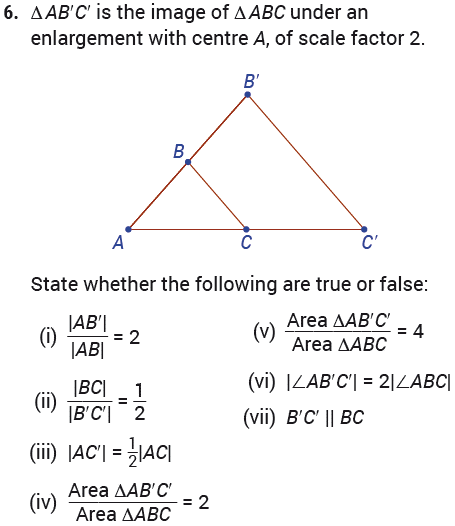 6. ΔAB′C′ is the image of ΔABC under an
enlargement with centre A, of scale factor 2.
B′
B
A
C
C′
State whether the following are true or false:
(i) |AB′| / |AB| = 2
(ii) |BC| / |B′C′| = 1/2
(iii) |AC′| = 1/2|AC|
(iv) Area ΔAB′C′ / Area ΔABC = 2
(v) Area ΔAB′C′ / Area ΔABC = 4
(vi) |∠AB′C′| = 2|∠ABC|
(vii) B′C′ || BC